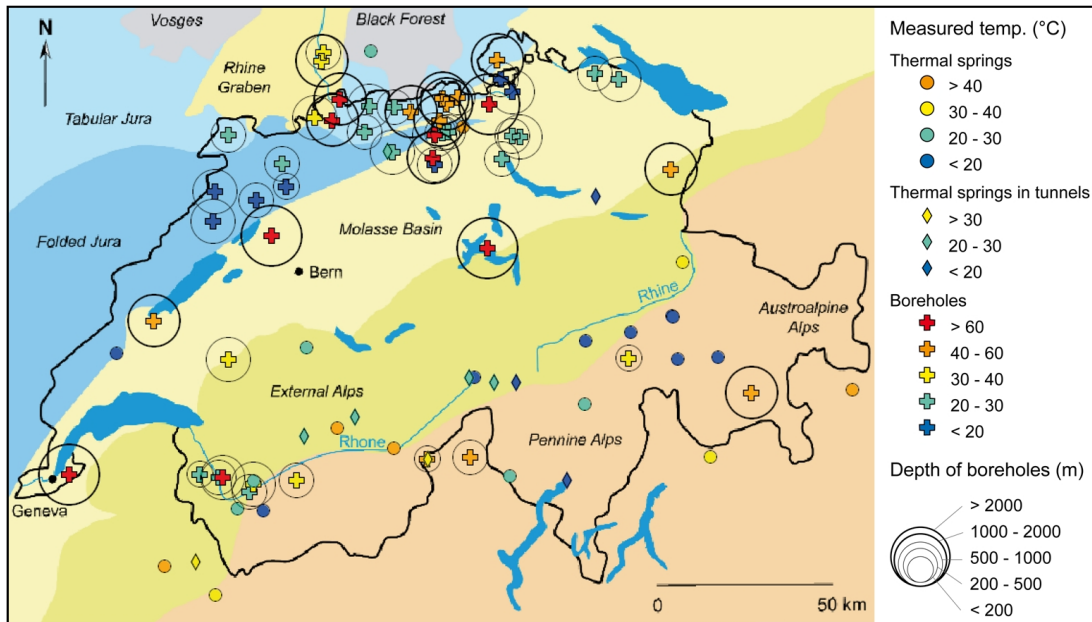 N
Vosges
Black Forest
Rhine
Graben
Tabular Jura
Folded Jura
Molasse Basin
Bern
Rhine
Austroalpine
Alps
External Alps
Rhone
Pennine Alps
Geneva
0
50 km
Measured temp. (°C)
Thermal springs
> 40
30 - 40
20 - 30
< 20
Thermal springs in tunnels
> 30
20 - 30
< 20
Boreholes
> 60
40 - 60
30 - 40
20 - 30
< 20
Depth of boreholes (m)
> 2000
1000 - 2000
500 - 1000
200 - 500
< 200